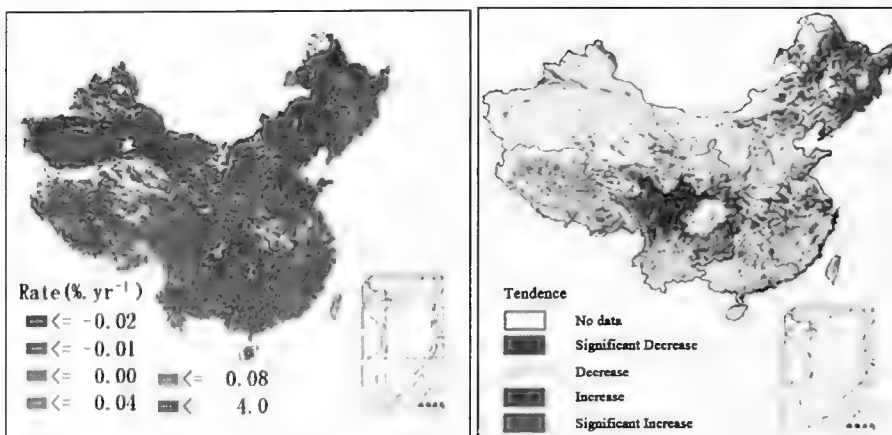 Rate(%. yr⁻¹)
<= -0.02
<= -0.01
<= 0.00
<= 0.04
<= 0.08
< 4.0
Tendence
No data
Significant Decrease
Decrease
Increase
Significant Increase